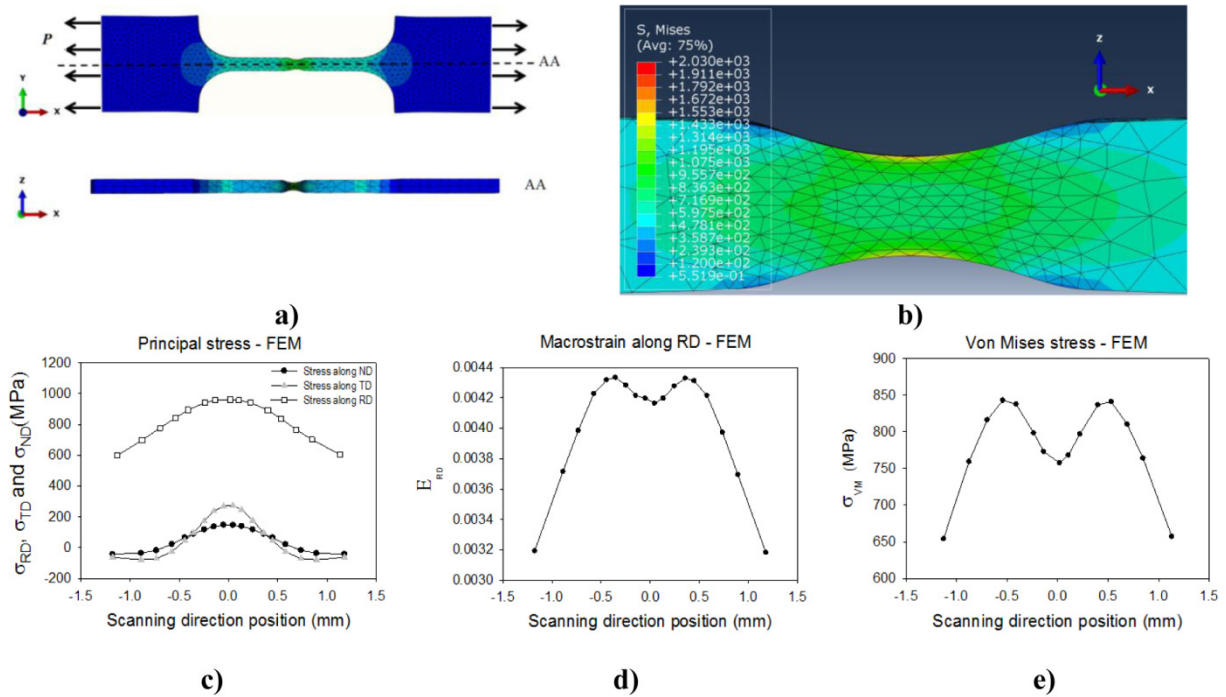 P
AA
Y
X
Z
X
AA
a)
S, Mises
(Avg: 75%)
+2.030e+03
+1.911e+03
+1.792e+03
+1.672e+03
+1.553e+03
+1.433e+03
+1.314e+03
+1.195e+03
+1.075e+03
+9.557e+02
+8.363e+02
+7.169e+02
+5.975e+02
+4.781e+02
+3.587e+02
+2.393e+02
+1.200e+02
+5.519e-01
Z
X
b)
Principal stress - FEM
Stress along ND
Stress along TD
Stress along RD
σRD, σTD and σND(MPa)
1200
1000
800
600
400
200
0
-200
-1.5 -1.0 -0.5 0.0 0.5 1.0 1.5
Scanning direction position (mm)
c)
Macrostrain along RD - FEM
ERD
0.0044
0.0042
0.0040
0.0038
0.0036
0.0034
0.0032
0.0030
-1.5 -1.0 -0.5 0.0 0.5 1.0 1.5
Scanning direction position (mm)
d)
Von Mises stress - FEM
σVM (MPa)
900
850
800
750
700
650
600
-1.5 -1.0 -0.5 0.0 0.5 1.0 1.5
Scanning direction position (mm)
e)